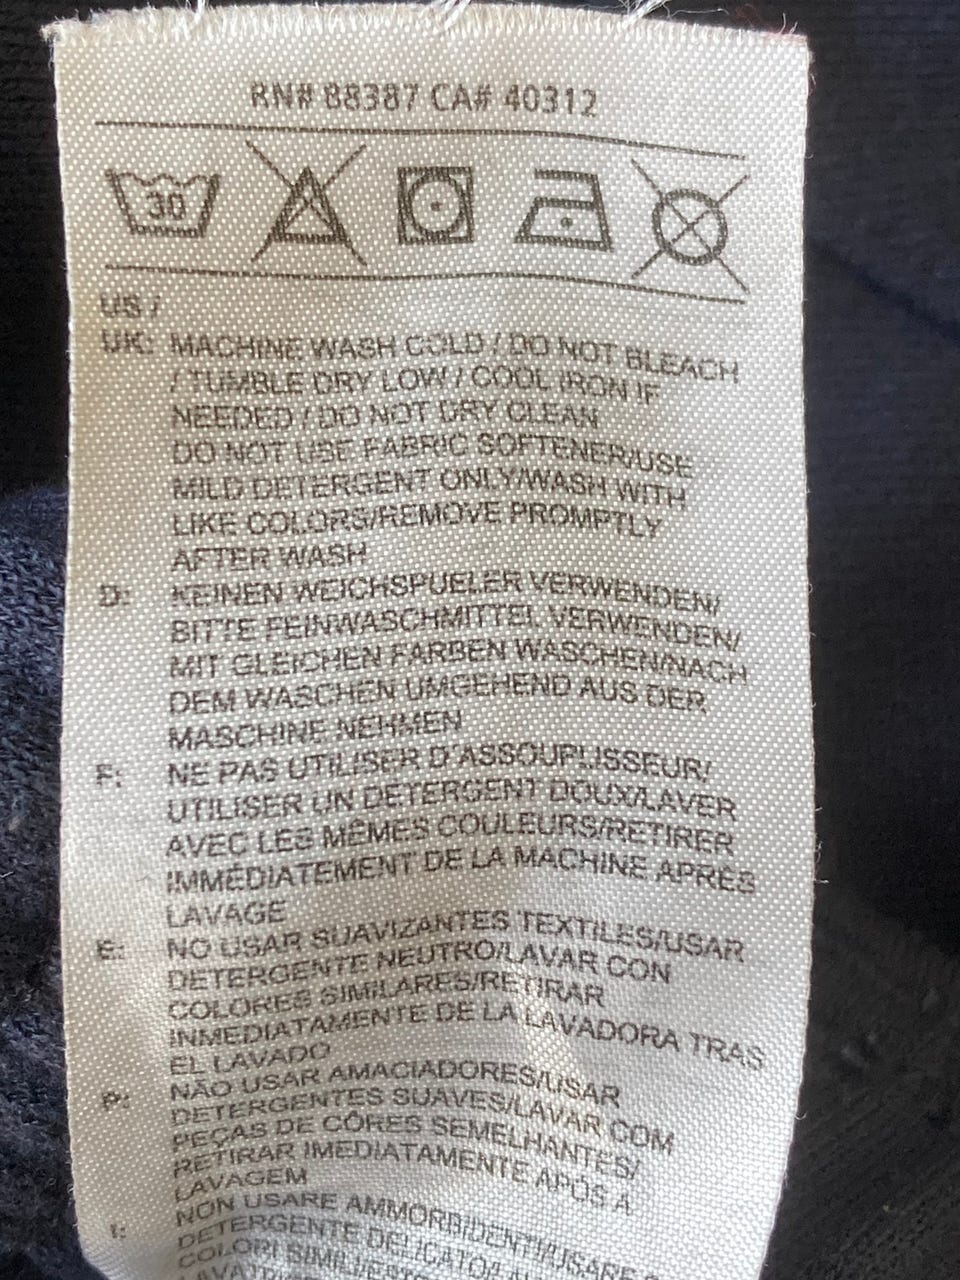 RN# 88387 CA# 40312
30
US /
UK: MACHINE WASH COLD / DO NOT BLEACH
/ TUMBLE DRY LOW / COOL IRON IF
NEEDED / DO NOT DRY CLEAN
DO NOT USE FABRIC SOFTENER/USE
MILD DETERGENT ONLY/WASH WITH
LIKE COLORS/REMOVE PROMPTLY
AFTER WASH
D: KEINEN WEICHSPUELER VERWENDEN/
BITTE FEINWASCHMITTEL VERWENDEN/
MIT GLEICHEN FARBEN WASCHEN/NACH
DEM WASCHEN UMGEHEND AUS DER
MASCHINE NEHMEN
F: NE PAS UTILISER D'ASSOUPLISSEUR/
UTILISER UN DETERGENT DOUX/LAVER
AVEC LES MÊMES COULEURS/RETIRER
IMMÉDIATEMENT DE LA MACHINE APRÈS
LAVAGE
E: NO USAR SUAVIZANTES TEXTILES/USAR
DETERGENTE NEUTRO/LAVAR CON
COLORES SIMILARES/RETIRAR
INMEDIATAMENTE DE LA LAVADORA TRAS
EL LAVADO
P: NÃO USAR AMACIADORES/USAR
DETERGENTES SUAVES/LAVAR COM
PEÇAS DE CÔRES SEMELHANTES/
RETIRAR IMEDIATAMENTE APÓS A
LAVAGEM
I: NON USARE AMMORBIDENTI/USARE
DETERGENTE DELICATO/
COLORI SIMILI/